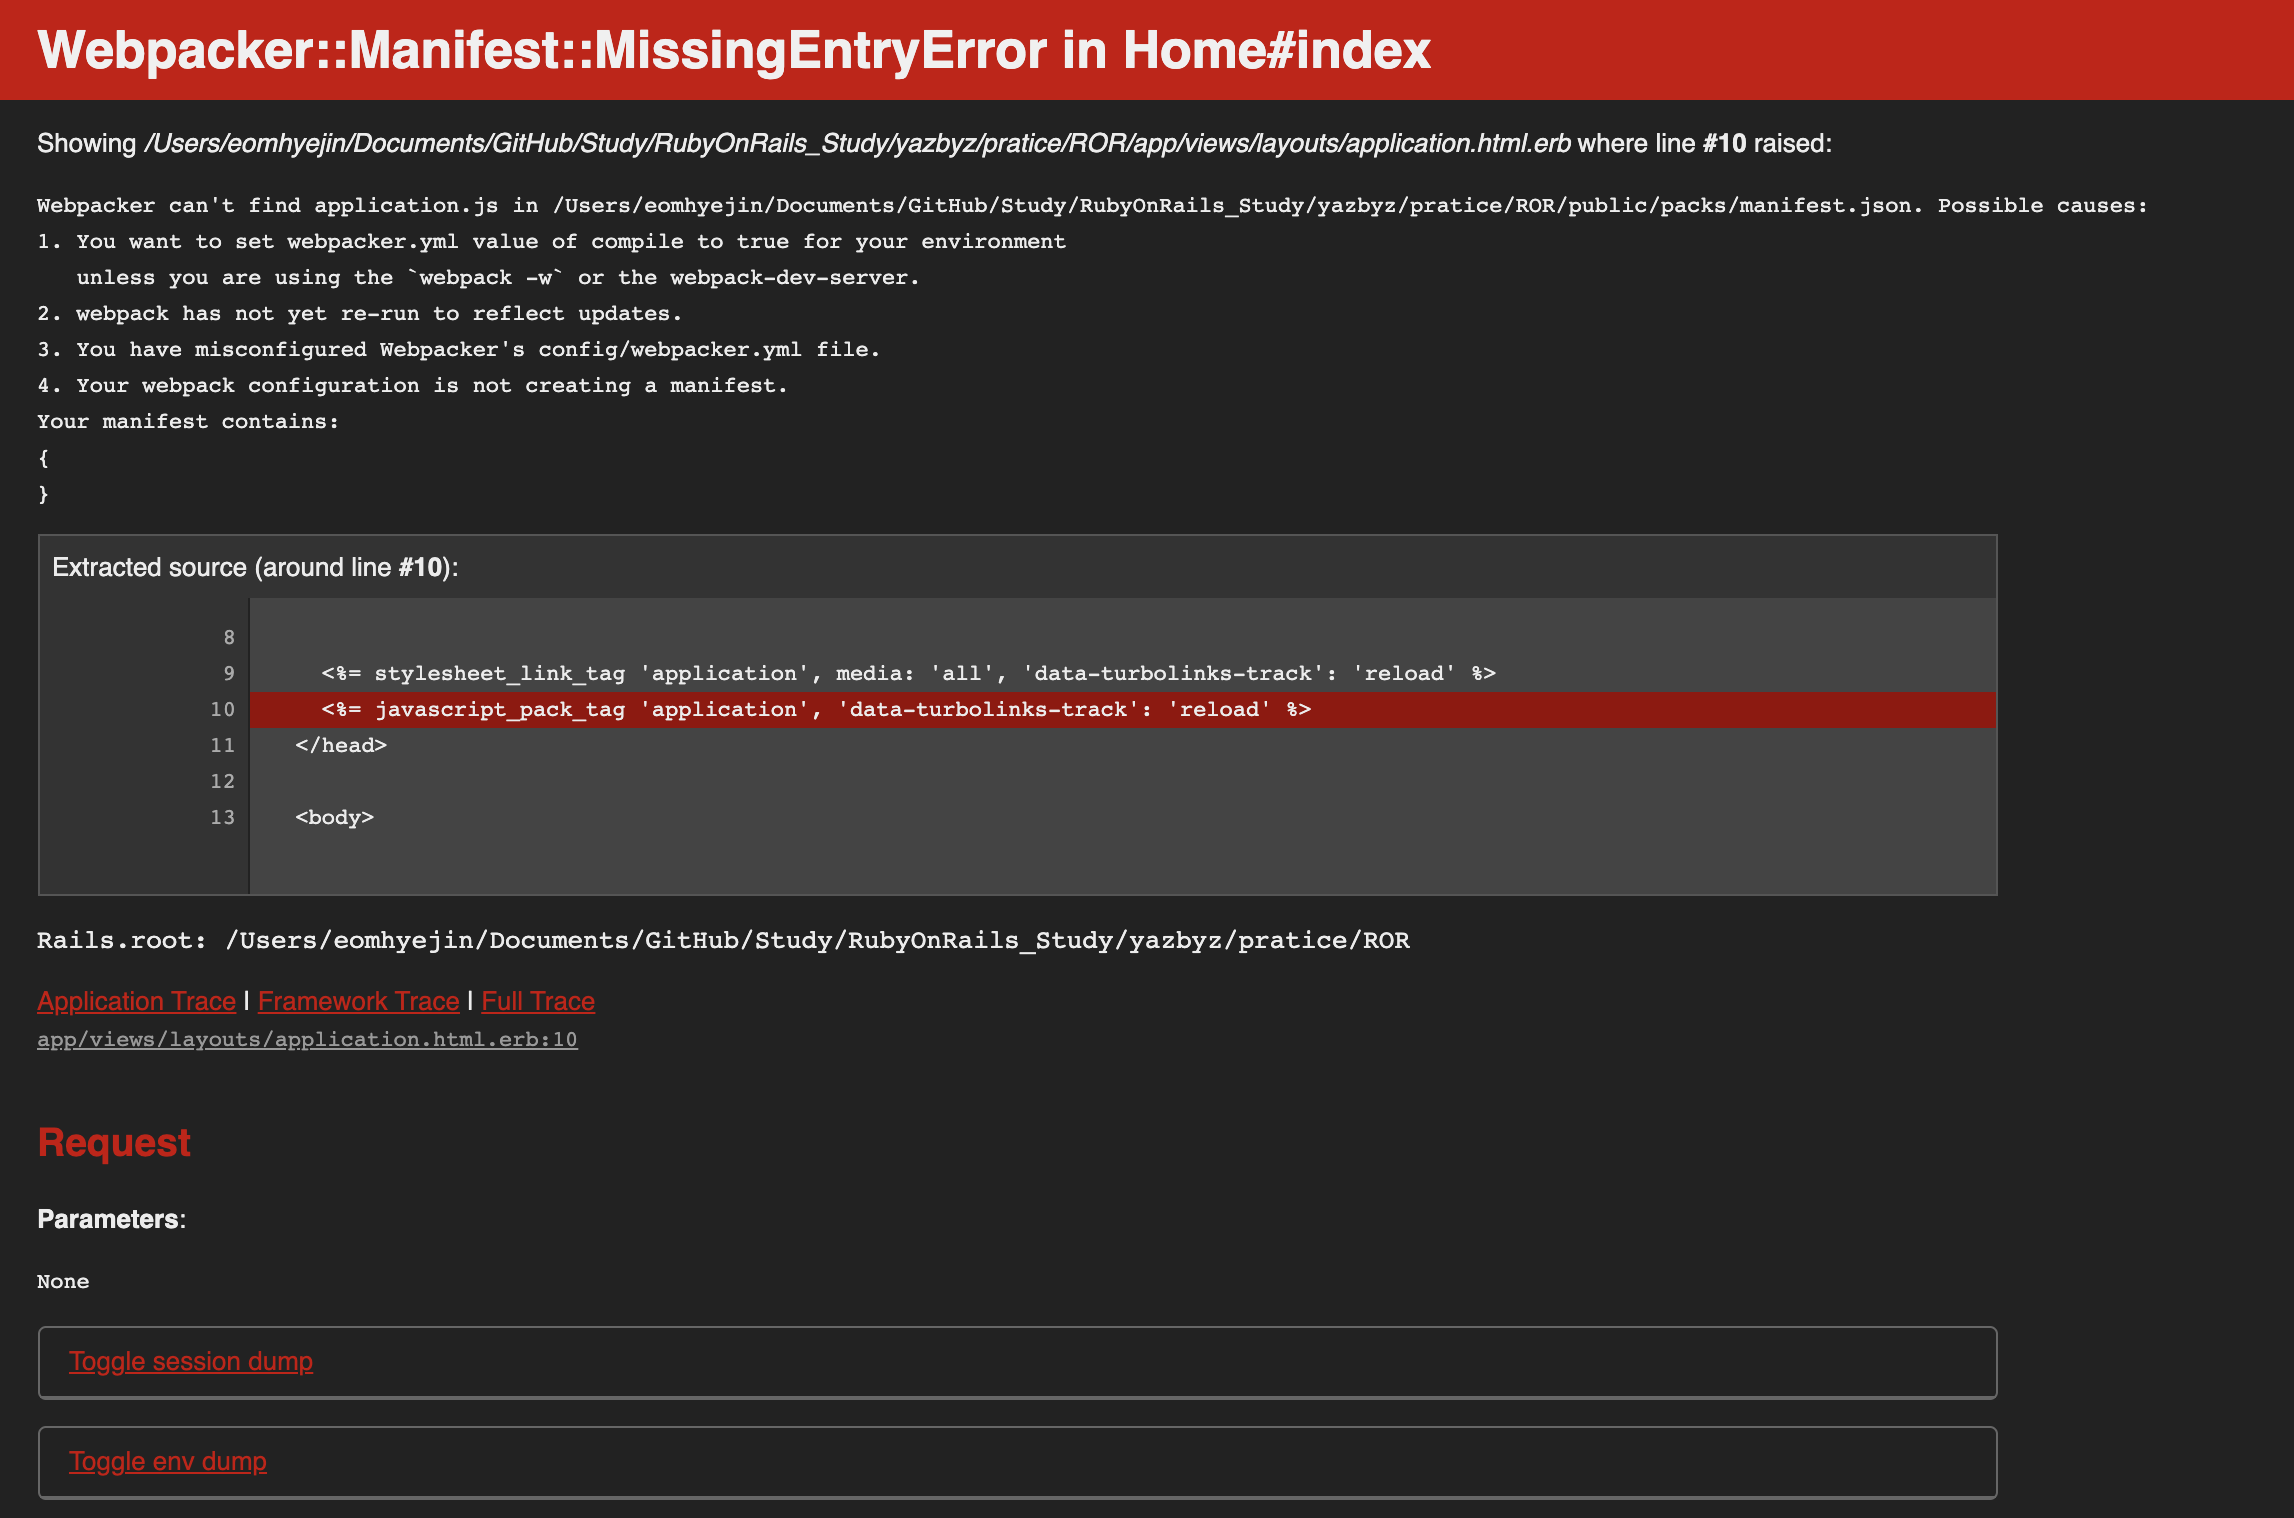 Webpacker::Manifest::MissingEntryError in Home#index
Showing /Users/eomhyejin/Documents/GitHub/Study/RubyOnRails_Study/yazbyz/pratice/ROR/app/views/layouts/application.html.erb where line #10 raised:
Webpacker can't find application.js in /Users/eomhyejin/Documents/GitHub/Study/RubyOnRails_Study/yazbyz/pratice/ROR/public/packs/manifest.json. Possible causes:
1. You want to set webpacker.yml value of compile to true for your environment
   unless you are using the `webpack -w` or the webpack-dev-server.
2. webpack has not yet re-run to reflect updates.
3. You have misconfigured Webpacker's config/webpacker.yml file.
4. Your webpack configuration is not creating a manifest.
Your manifest contains:
{
}
Extracted source (around line #10):
8
9 <%= stylesheet_link_tag 'application', media: 'all', 'data-turbolinks-track': 'reload' %>
10 <%= javascript_pack_tag 'application', 'data-turbolinks-track': 'reload' %>
11 </head>
12
13 <body>
Rails.root: /Users/eomhyejin/Documents/GitHub/Study/RubyOnRails_Study/yazbyz/pratice/ROR
Application Trace | Framework Trace | Full Trace
app/views/layouts/application.html.erb:10
Request
Parameters:
None
Toggle session dump
Toggle env dump